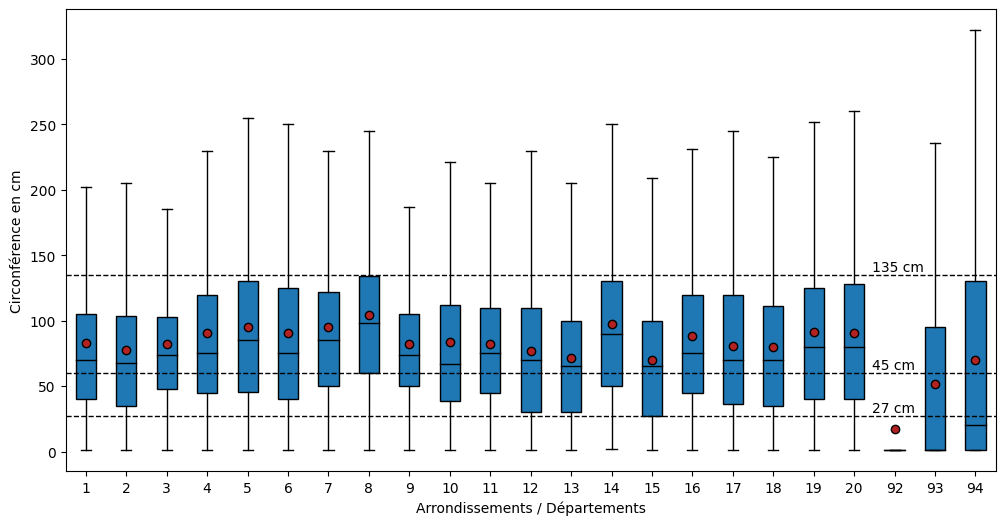 300
250
200
150
100
50
0
Circonférence en cm
135 cm
45 cm
27 cm
1 2 3 4 5 6 7 8 9 10 11 12 13 14 15 16 17 18 19 20 92 93 94
Arrondissements / Départements